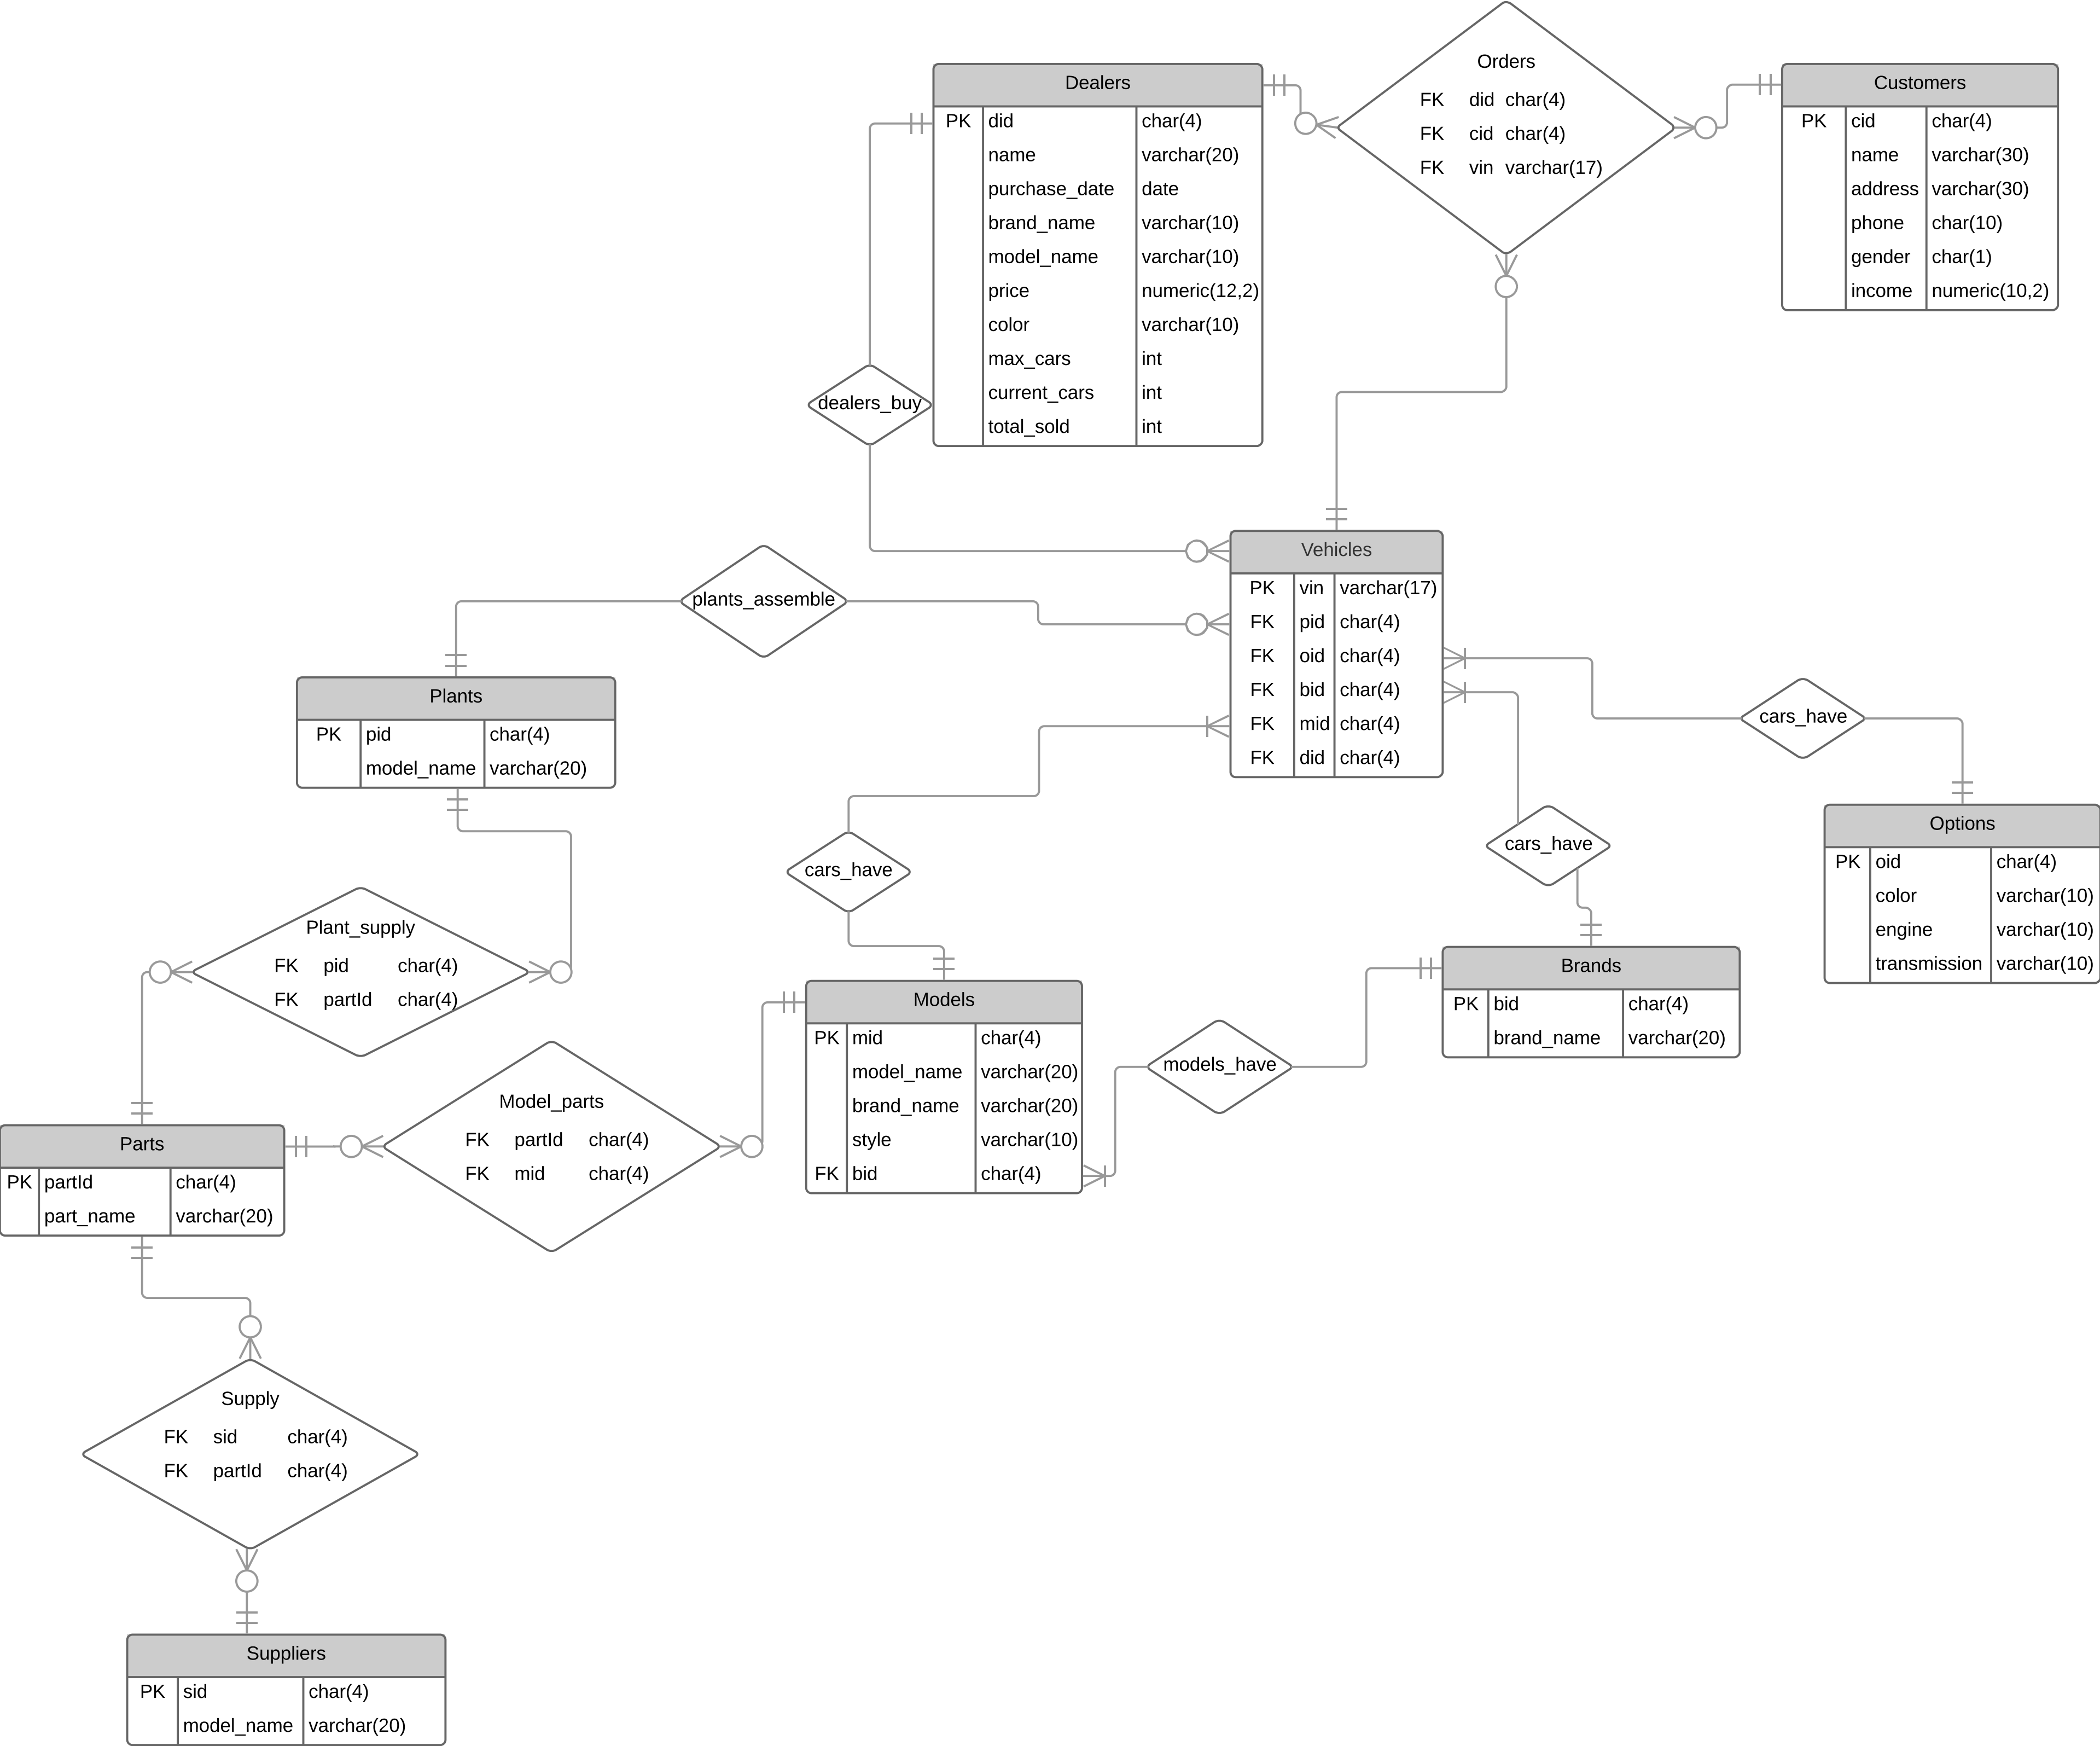 Orders
FK did char(4)
FK cid char(4)
FK vin varchar(17)
Dealers
PK did char(4)
name varchar(20)
purchase_date date
brand_name varchar(10)
model_name varchar(10)
price numeric(12,2)
color varchar(10)
max_cars int
current_cars int
total_sold int
Customers
PK cid char(4)
name varchar(30)
address varchar(30)
phone char(10)
gender char(1)
income numeric(10,2)
dealers_buy
Vehicles
PK vin varchar(17)
FK pid char(4)
FK oid char(4)
FK bid char(4)
FK mid char(4)
FK did char(4)
plants_assemble
Plants
PK pid char(4)
model_name varchar(20)
cars_have
Options
PK oid char(4)
color varchar(10)
engine varchar(10)
transmission varchar(10)
cars_have
cars_have
Plant_supply
FK pid char(4)
FK partId char(4)
Brands
PK bid char(4)
brand_name varchar(20)
Models
PK mid char(4)
model_name varchar(20)
brand_name varchar(20)
style varchar(10)
FK bid char(4)
models_have
Model_parts
FK partId char(4)
FK mid char(4)
Parts
PK partId char(4)
part_name varchar(20)
Supply
FK sid char(4)
FK partId char(4)
Suppliers
PK sid char(4)
model_name varchar(20)